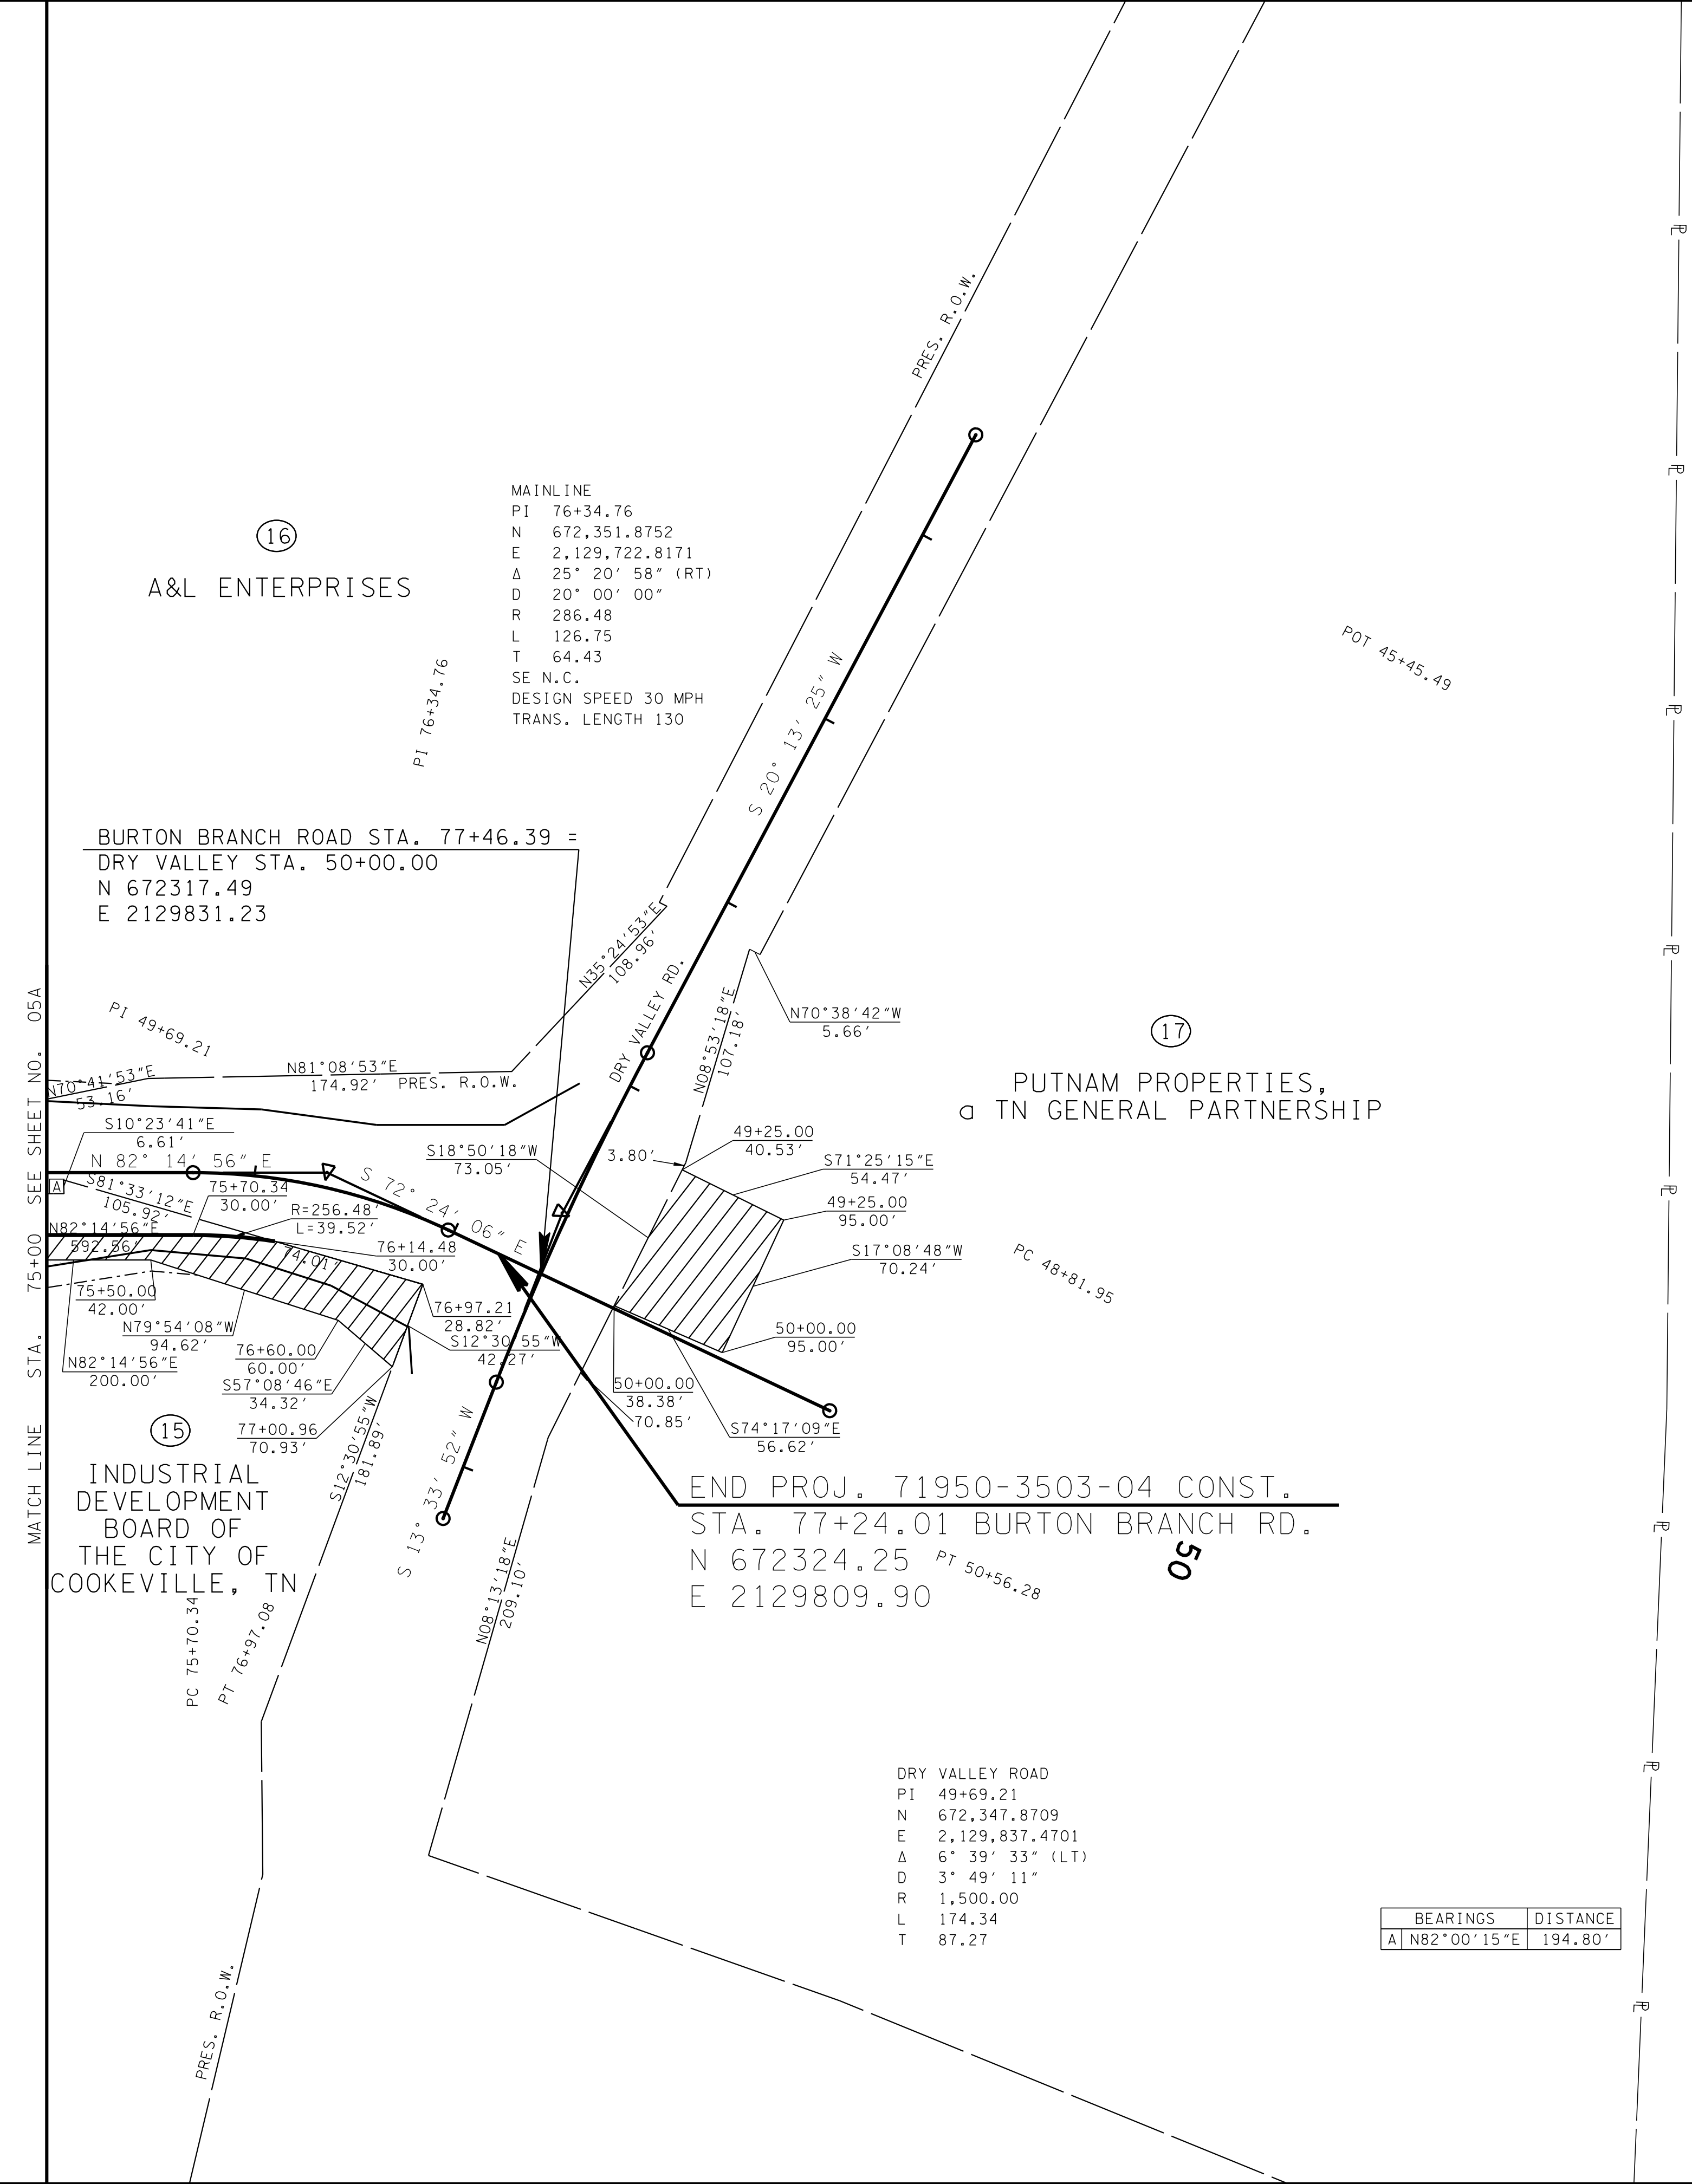 PRES. R.O.W.
16
A&L ENTERPRISES
MAINLINE
PI 76+34.76
N 672,351.8752
E 2,129,722.8171
Δ 25° 20' 58" (RT)
D 20° 00' 00"
R 286.48
L 126.75
T 64.43
SE N.C.
DESIGN SPEED 30 MPH
TRANS. LENGTH 130
PI 76+34.76
S 20° 13' 25" W
POT 45+45.49
BURTON BRANCH ROAD STA. 77+46.39 =
DRY VALLEY STA. 50+00.00
N 672317.49
E 2129831.23
N35°24'53"E
108.96'
DRY VALLEY RD.
PI 49+69.21
N08°53'18"E
107.18'
N70°38'42"W
5.66'
17
PUTNAM PROPERTIES,
a TN GENERAL PARTNERSHIP
N70°41'53"E
53.16'
N81°08'53"E
174.92' PRES. R.O.W.
S10°23'41"E
6.61'
N 82° 14' 56" E
A
S81°33'12"E
105.92'
75+70.34
30.00'
R=256.48'
L=39.52'
S 72° 24' 06" E
N82°14'56"E
592.56'
74.01'
76+14.48
30.00'
S18°50'18"W
73.05'
3.80'
49+25.00
40.53'
S71°25'15"E
54.47'
49+25.00
95.00'
S17°08'48"W
70.24'
PC 48+81.95
75+50.00
42.00'
N79°54'08"W
94.62'
N82°14'56"E
200.00'
76+60.00
60.00'
S57°08'46"E
34.32'
77+00.96
70.93'
76+97.21
28.82'
S12°30'55"W
42.27'
50+00.00
95.00'
50+00.00
38.38'
70.85'
S74°17'09"E
56.62'
15
INDUSTRIAL
DEVELOPMENT
BOARD OF
THE CITY OF
COOKEVILLE, TN
S12°30'55"W
181.89'
S 13° 33' 52" W
N08°13'18"E
209.10'
END PROJ. 71950-3503-04 CONST.
STA. 77+24.01 BURTON BRANCH RD.
N 672324.25
E 2129809.90
PT 50+56.28
50
PC 75+70.34
PT 76+97.08
MATCH LINE STA. 75+00 SEE SHEET NO. 05A
PRES. R.O.W.
DRY VALLEY ROAD
PI 49+69.21
N 672,347.8709
E 2,129,837.4701
Δ 6° 39' 33" (LT)
D 3° 49' 11"
R 1,500.00
L 174.34
T 87.27
BEARINGS DISTANCE
A N82°00'15"E 194.80'
PL
PL
PL
PL
PL
PL
PL
PL